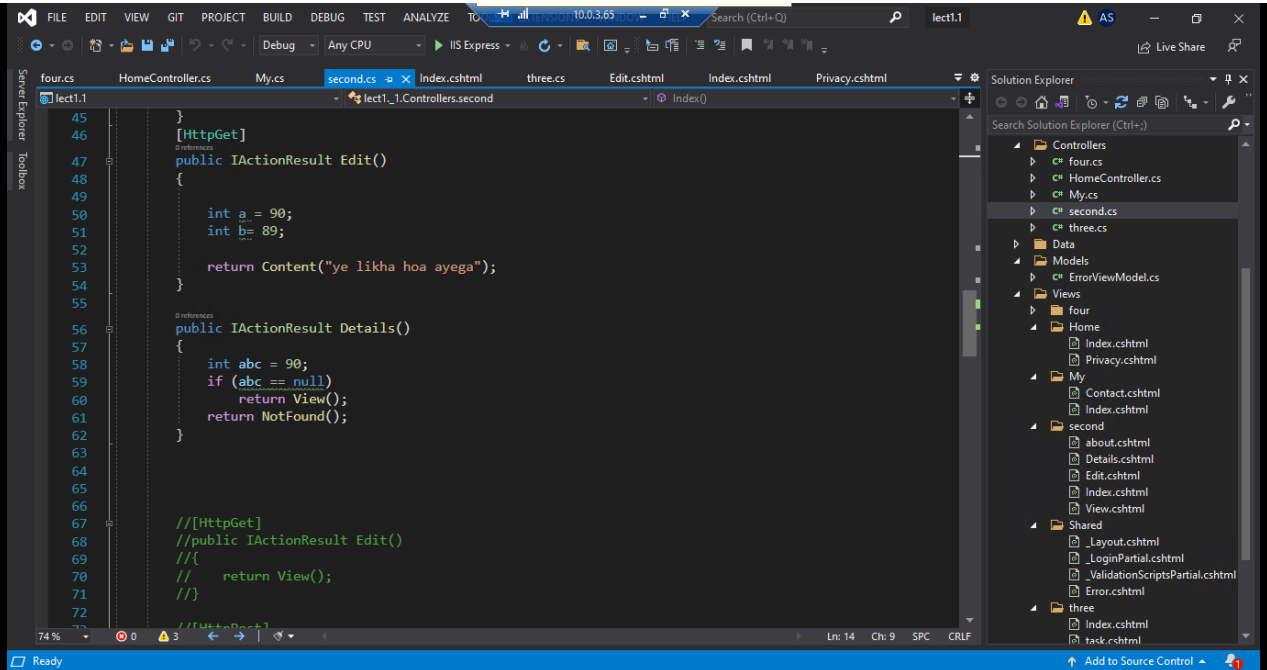 FILE EDIT VIEW GIT PROJECT BUILD DEBUG TEST ANALYZE 10.0.3.65 Search (Ctrl+Q) lect1.1 AS
Debug Any CPU IIS Express Live Share
Server Explorer
Toolbox
four.cs HomeController.cs My.cs second.cs Index.cshtml three.cs Edit.cshtml Index.cshtml Privacy.cshtml
lect1.1 lect1._1.Controllers.second Index()
45 }
46 [HttpGet]
0 references
47 public IActionResult Edit()
48 {
49
50 int a = 90;
51 int b= 89;
52
53 return Content("ye likha hoa ayega");
54 }
55
0 references
56 public IActionResult Details()
57 {
58 int abc = 90;
59 if (abc == null)
60 return View();
61 return NotFound();
62 }
63
64
65
66
67 //[HttpGet]
68 //public IActionResult Edit()
69 //{
70 // return View();
71 //}
72
74 % 0 3 Ln: 14 Ch: 9 SPC CRLF
Solution Explorer
Search Solution Explorer (Ctrl+;)
Controllers
C# four.cs
C# HomeController.cs
C# My.cs
C# second.cs
C# three.cs
Data
Models
C# ErrorViewModel.cs
Views
four
Home
Index.cshtml
Privacy.cshtml
My
Contact.cshtml
Index.cshtml
second
about.cshtml
Details.cshtml
Edit.cshtml
Index.cshtml
View.cshtml
Shared
_Layout.cshtml
_LoginPartial.cshtml
_ValidationScriptsPartial.cshtml
Error.cshtml
three
Index.cshtml
task.cshtml
Ready Add to Source Control 1